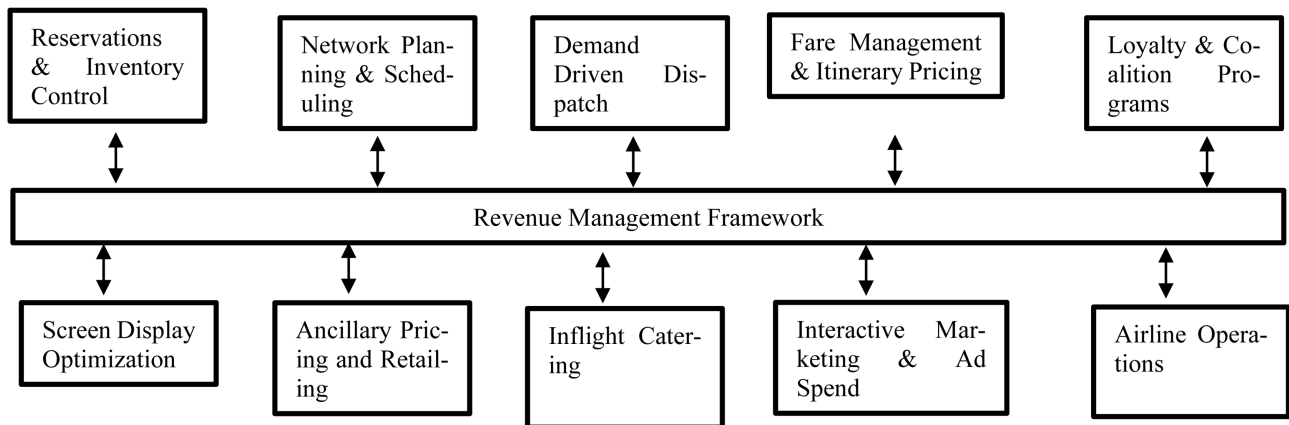 Reservations
& Inventory
Control
Network Plan-
ning & Sched-
uling
Demand
Driven Dis-
patch
Fare Management
& Itinerary Pricing
Loyalty & Co-
alition Pro-
grams
Revenue Management Framework
Screen Display
Optimization
Ancillary Pric-
ing and Retail-
ing
Inflight Cater-
ing
Interactive Mar-
keting & Ad
Spend
Airline Opera-
tions